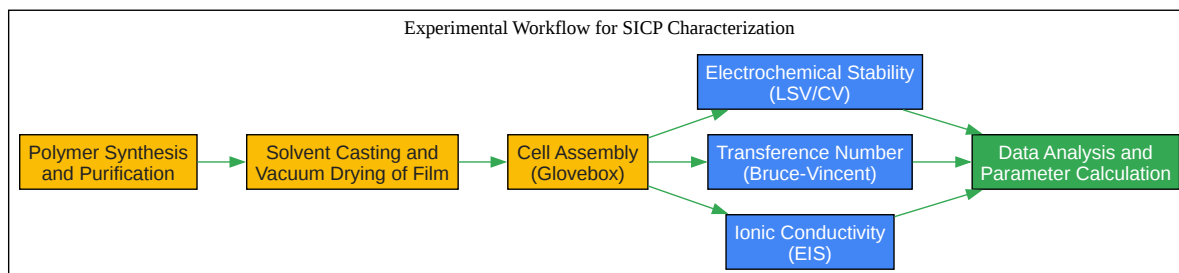 Experimental Workflow for SICP Characterization
Polymer Synthesis
and Purification
Solvent Casting and
Vacuum Drying of Film
Cell Assembly
(Glovebox)
Electrochemical Stability
(LSV/CV)
Transference Number
(Bruce-Vincent)
Ionic Conductivity
(EIS)
Data Analysis and
Parameter Calculation